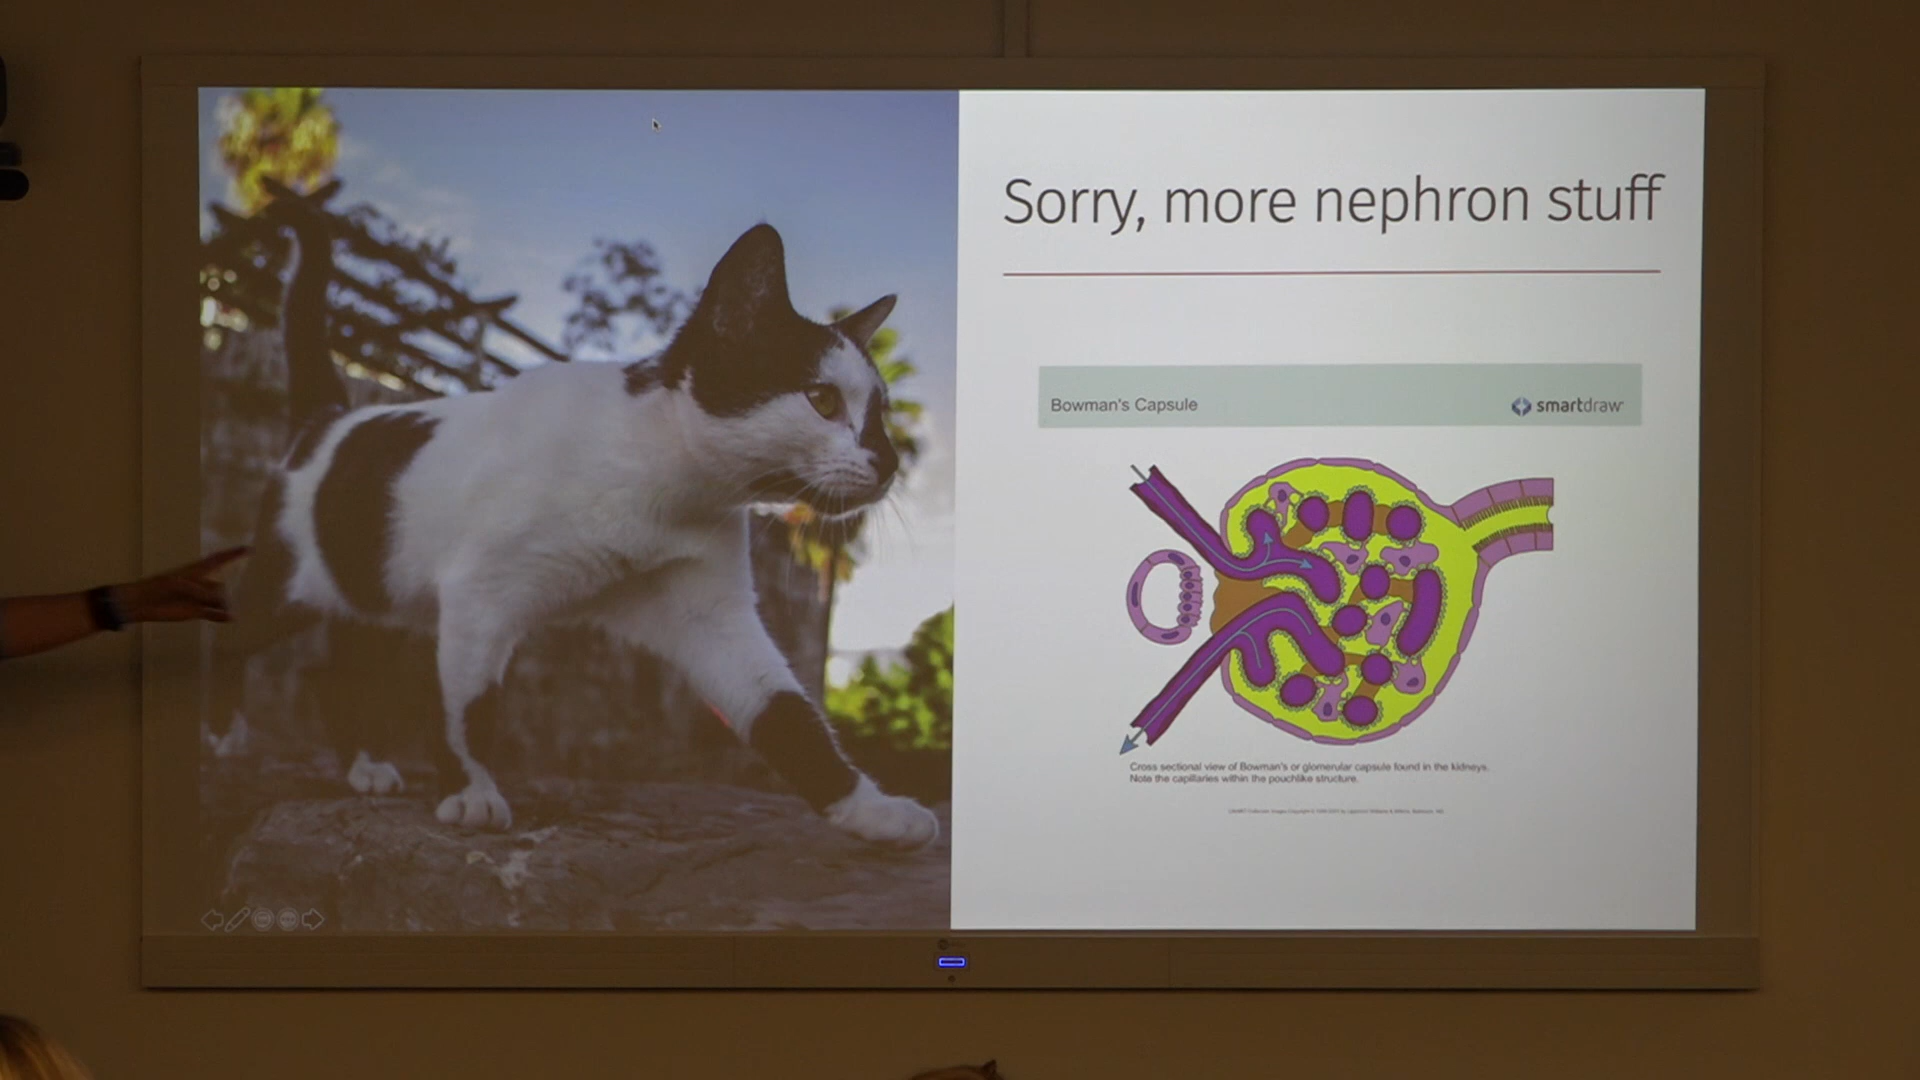 Sorry, more nephron stuff
Bowman's Capsule
smartdraw
Cross sectional view of Bowman's or glomerular capsule found in the kidneys.
Note the capillaries within the pouchlike structure.